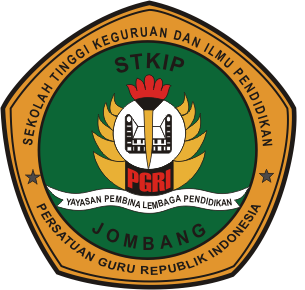 SEKOLAH TINGGI KEGURUAN DAN ILMU PENDIDIKAN
STKIP
PGRI
YAYASAN PEMBINA LEMBAGA PENDIDIKAN
JOMBANG
PERSATUAN GURU REPUBLIK INDONESIA